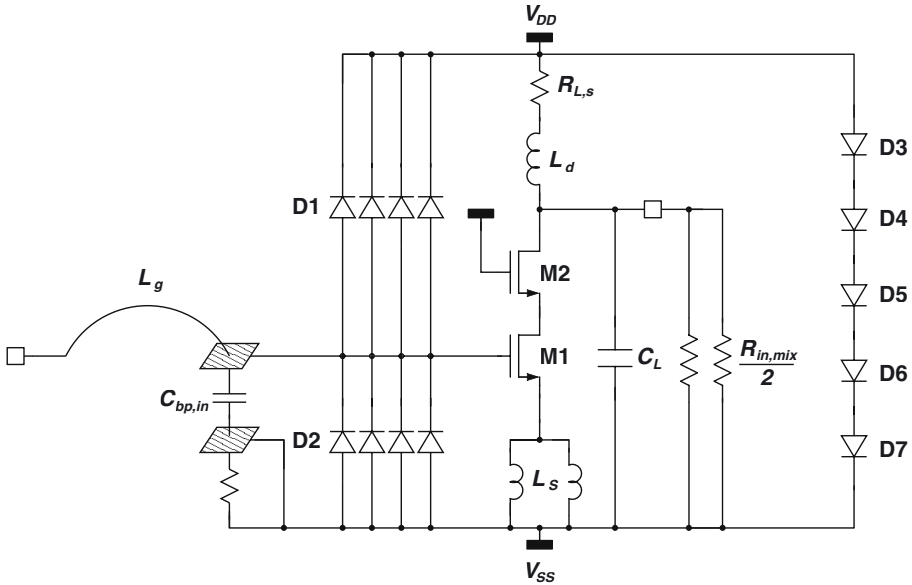 V_DD
R_L,s
L_d
D1
D3
D4
M2
L_g
D5
M1
C_L
R_in,mix
2
D6
C_bp,in
D2
L_S
D7
V_SS